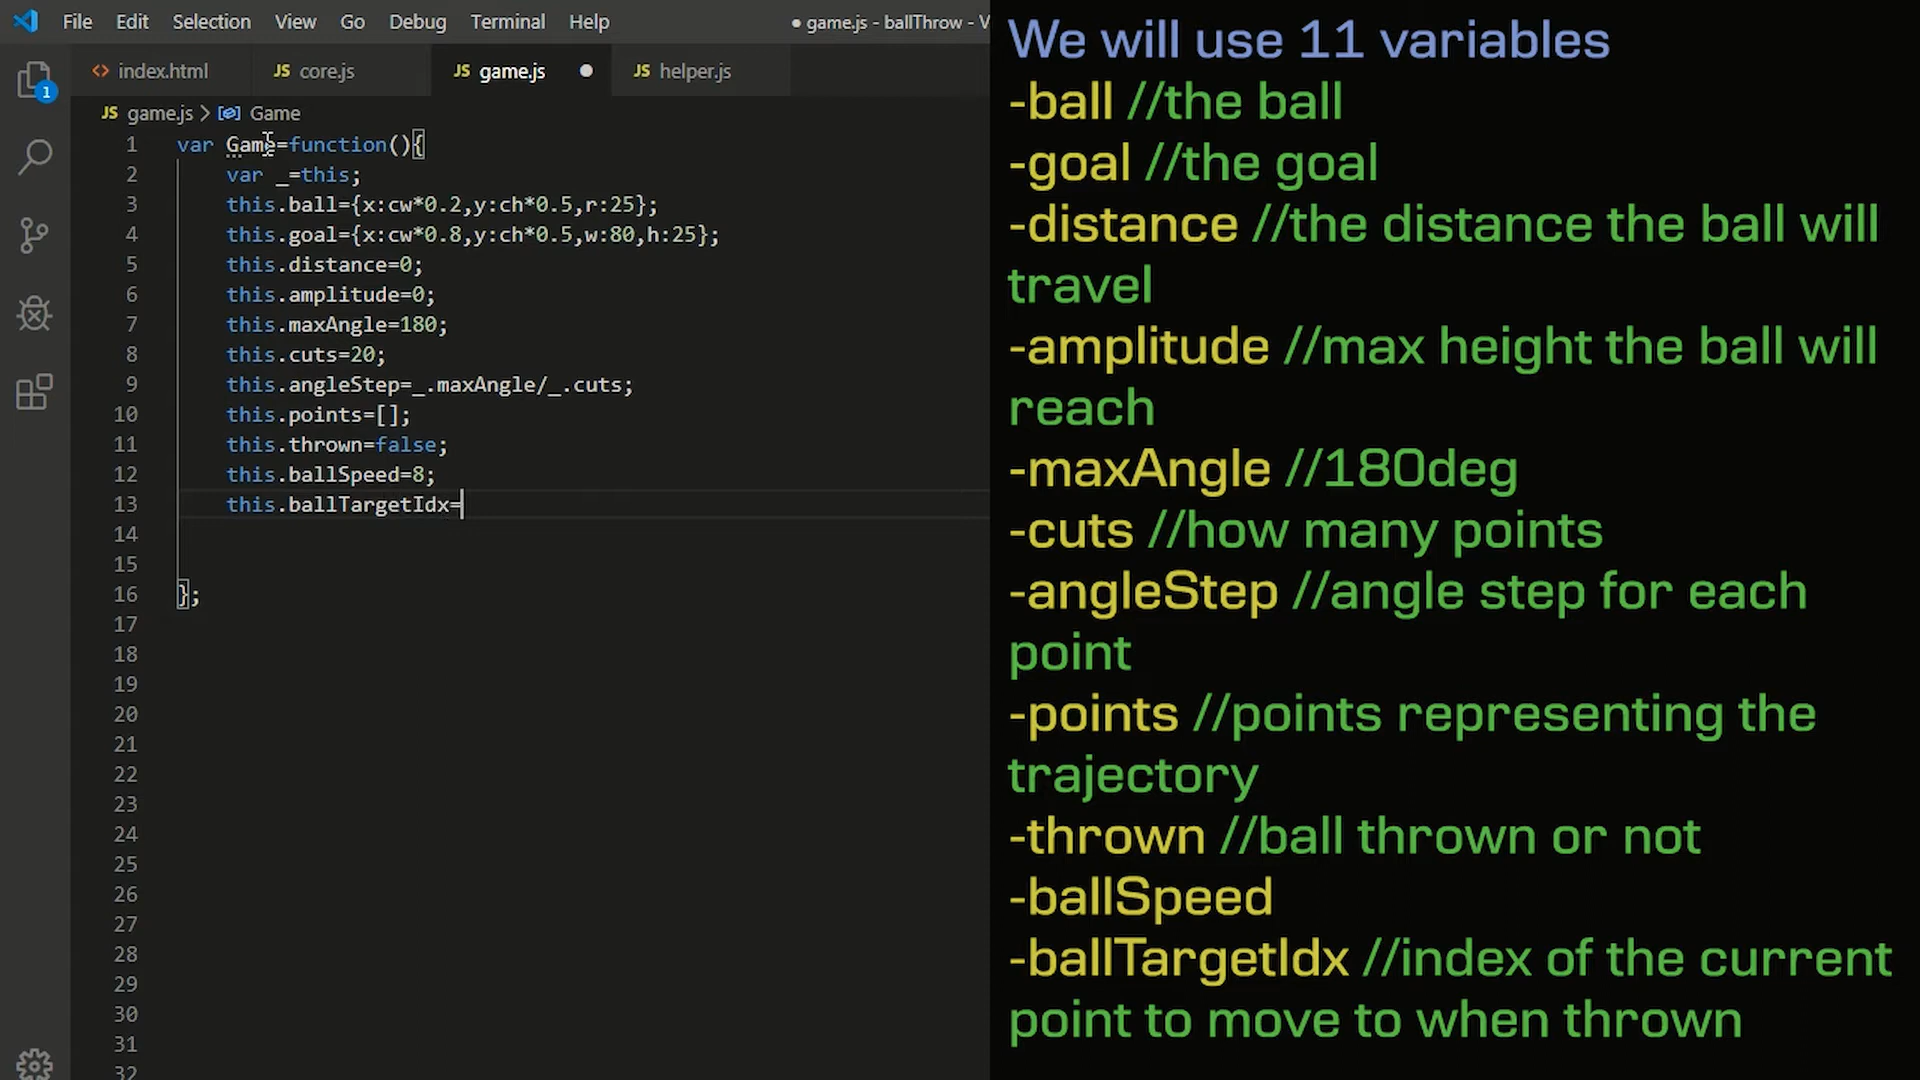 File Edit Selection View Go Debug Terminal Help ● game.js - ballThrow - V
<> index.html JS core.js JS game.js ● JS helper.js
1
JS game.js > Game
1 var Game=function(){
2 var _=this;
3 this.ball={x:cw*0.2,y:ch*0.5,r:25};
4 this.goal={x:cw*0.8,y:ch*0.5,w:80,h:25};
5 this.distance=0;
6 this.amplitude=0;
7 this.maxAngle=180;
8 this.cuts=20;
9 this.angleStep=_.maxAngle/_.cuts;
10 this.points=[];
11 this.thrown=false;
12 this.ballSpeed=8;
13 this.ballTargetIdx=
14
15
16 };
17
18
19
20
21
22
23
24
25
26
27
28
29
30
31
32
We will use 11 variables
-ball //the ball
-goal //the goal
-distance //the distance the ball will
travel
-amplitude //max height the ball will
reach
-maxAngle //180deg
-cuts //how many points
-angleStep //angle step for each
point
-points //points representing the
trajectory
-thrown //ball thrown or not
-ballSpeed
-ballTargetIdx //index of the current
point to move to when thrown